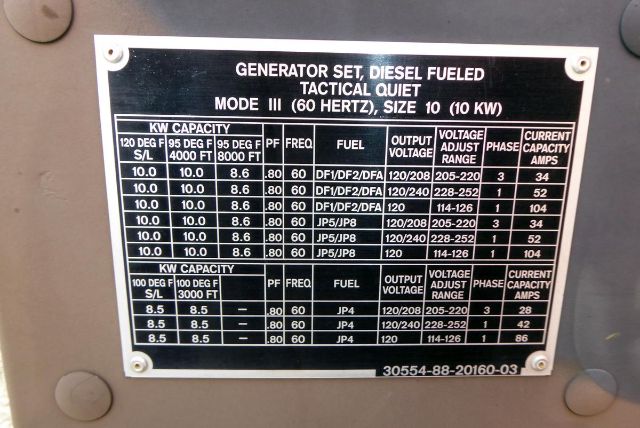 GENERATOR SET, DIESEL FUELED
TACTICAL QUIET
MODE III (60 HERTZ), SIZE 10 (10 KW)
KW CAPACITY PF FREQ FUEL OUTPUT VOLTAGE VOLTAGE ADJUST RANGE PHASE CURRENT CAPACITY AMPS
120 DEG F S/L 95 DEG F 4000 FT 95 DEG F 8000 FT
10.0 10.0 8.6 .80 60 DF1/DF2/DFA 120/208 205-220 3 34
10.0 10.0 8.6 .80 60 DF1/DF2/DFA 120/240 228-252 1 52
10.0 10.0 8.6 .80 60 DF1/DF2/DFA 120 114-126 1 104
10.0 10.0 8.6 .80 60 JP5/JP8 120/208 205-220 3 34
10.0 10.0 8.6 .80 60 JP5/JP8 120/240 228-252 1 52
10.0 10.0 8.6 .80 60 JP5/JP8 120 114-126 1 104
KW CAPACITY PF FREQ FUEL OUTPUT VOLTAGE VOLTAGE ADJUST RANGE PHASE CURRENT CAPACITY AMPS
100 DEG F S/L 100 DEG F 3000 FT
8.5 8.5 – .80 60 JP4 120/208 205-220 3 28
8.5 8.5 – .80 60 JP4 120/240 228-252 1 42
8.5 8.5 – .80 60 JP4 120 114-126 1 86
30554-88-20160-03